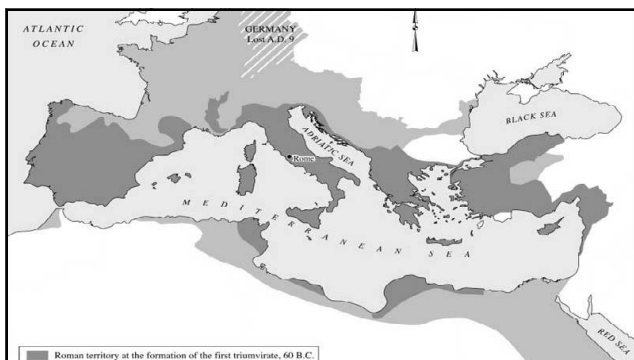 ATLANTIC
OCEAN
GERMANY
Lost A.D. 9
BLACK SEA
ADRIATIC SEA
Rome
MEDITERRANEAN SEA
RED SEA
Roman territory at the formation of the first triumvirate, 60 B.C.